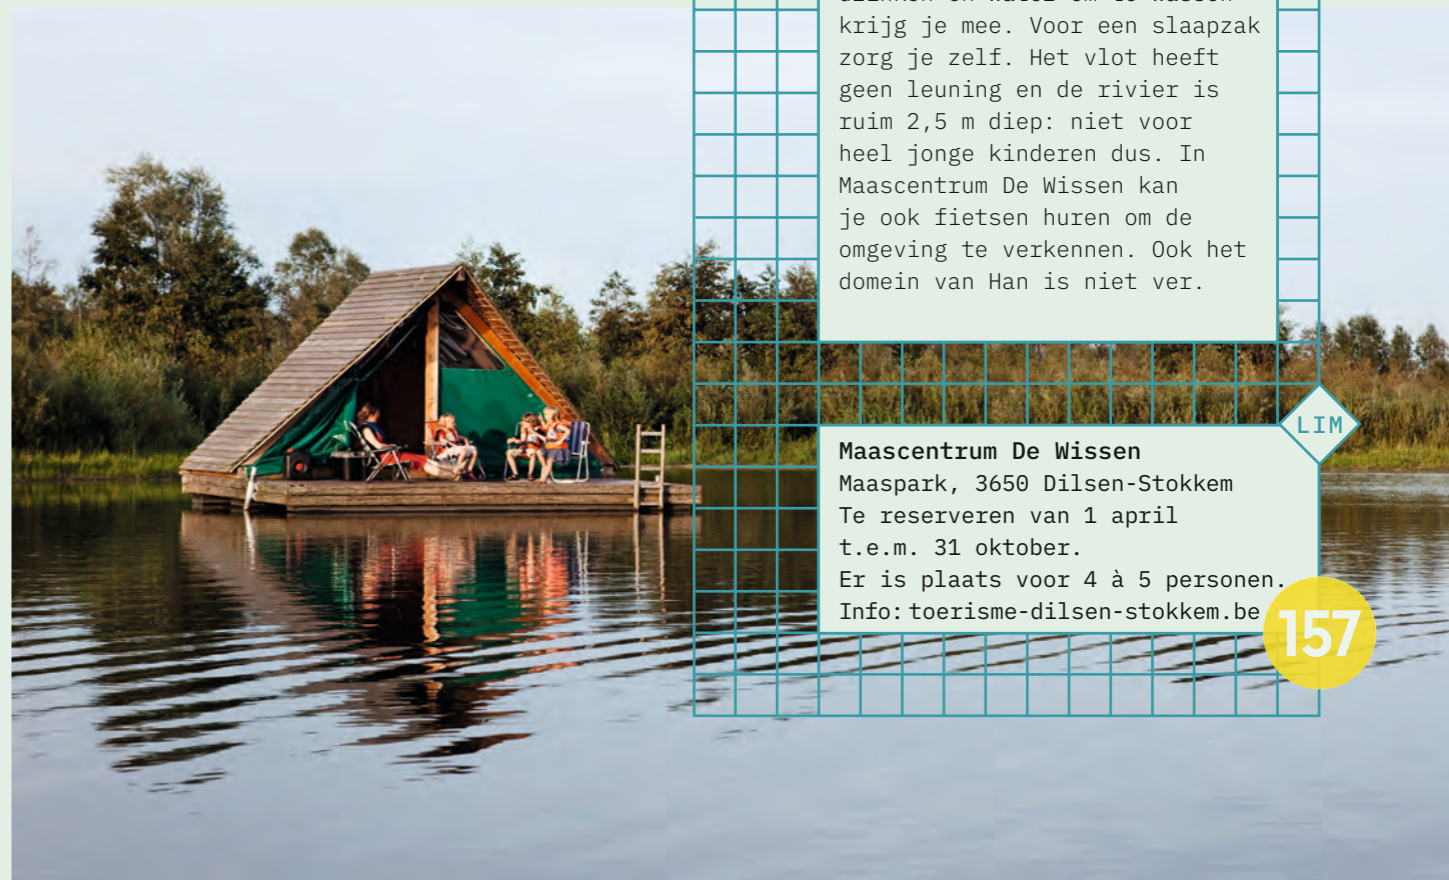 krijg je mee. Voor een slaapzak
zorg je zelf. Het vlot heeft
geen leuning en de rivier is
ruim 2,5 m diep: niet voor
heel jonge kinderen dus. In
Maascentrum De Wissen kan
je ook fietsen huren om de
omgeving te verkennen. Ook het
domein van Han is niet ver.
LIM
Maascentrum De Wissen
Maaspark, 3650 Dilsen-Stokkem
Te reserveren van 1 april
t.e.m. 31 oktober.
Er is plaats voor 4 à 5 personen.
Info: toerisme-dilsen-stokkem.be
157